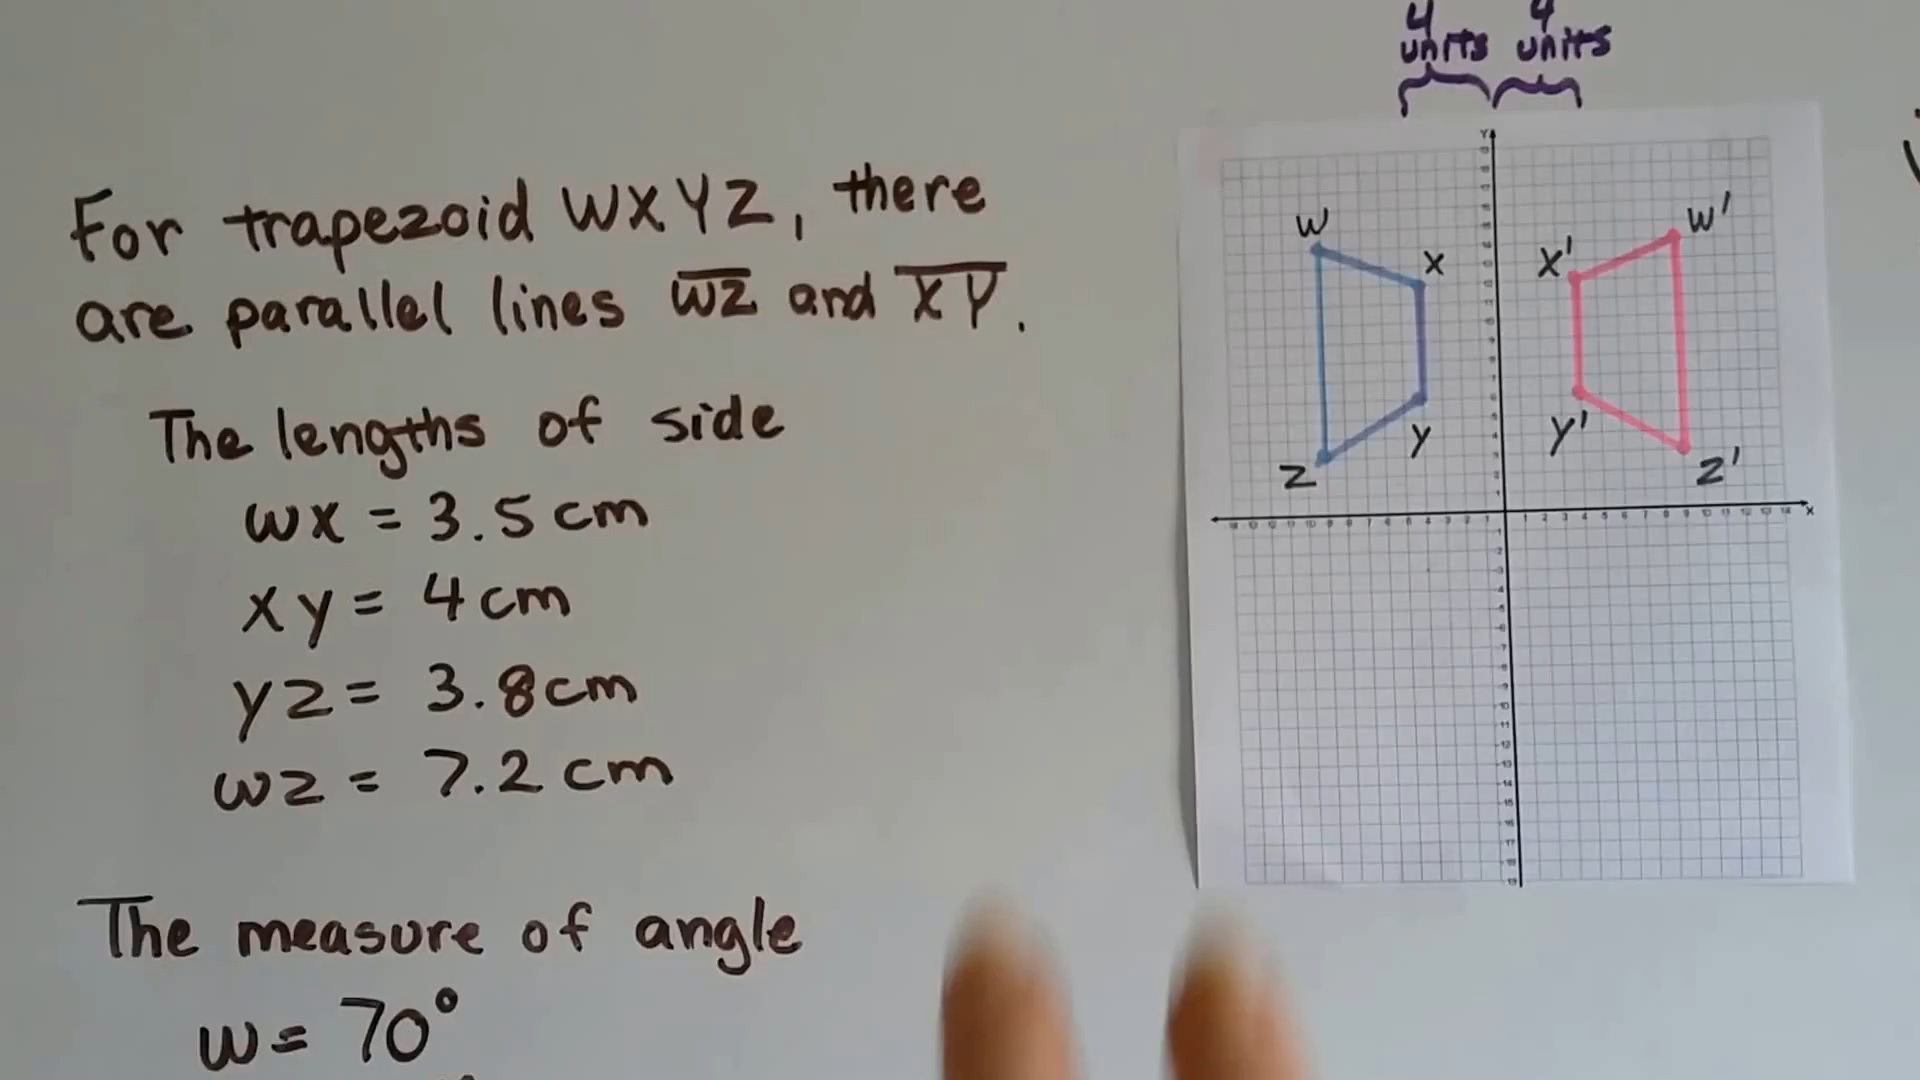 4 4
units units
For trapezoid WXYZ, there
are parallel lines WZ and XY.
The lengths of side
WX = 3.5 cm
XY = 4 cm
YZ = 3.8 cm
WZ = 7.2 cm
The measure of angle
W = 70°
Y
W
X
Y
Z
X'
W'
Y'
Z'
X